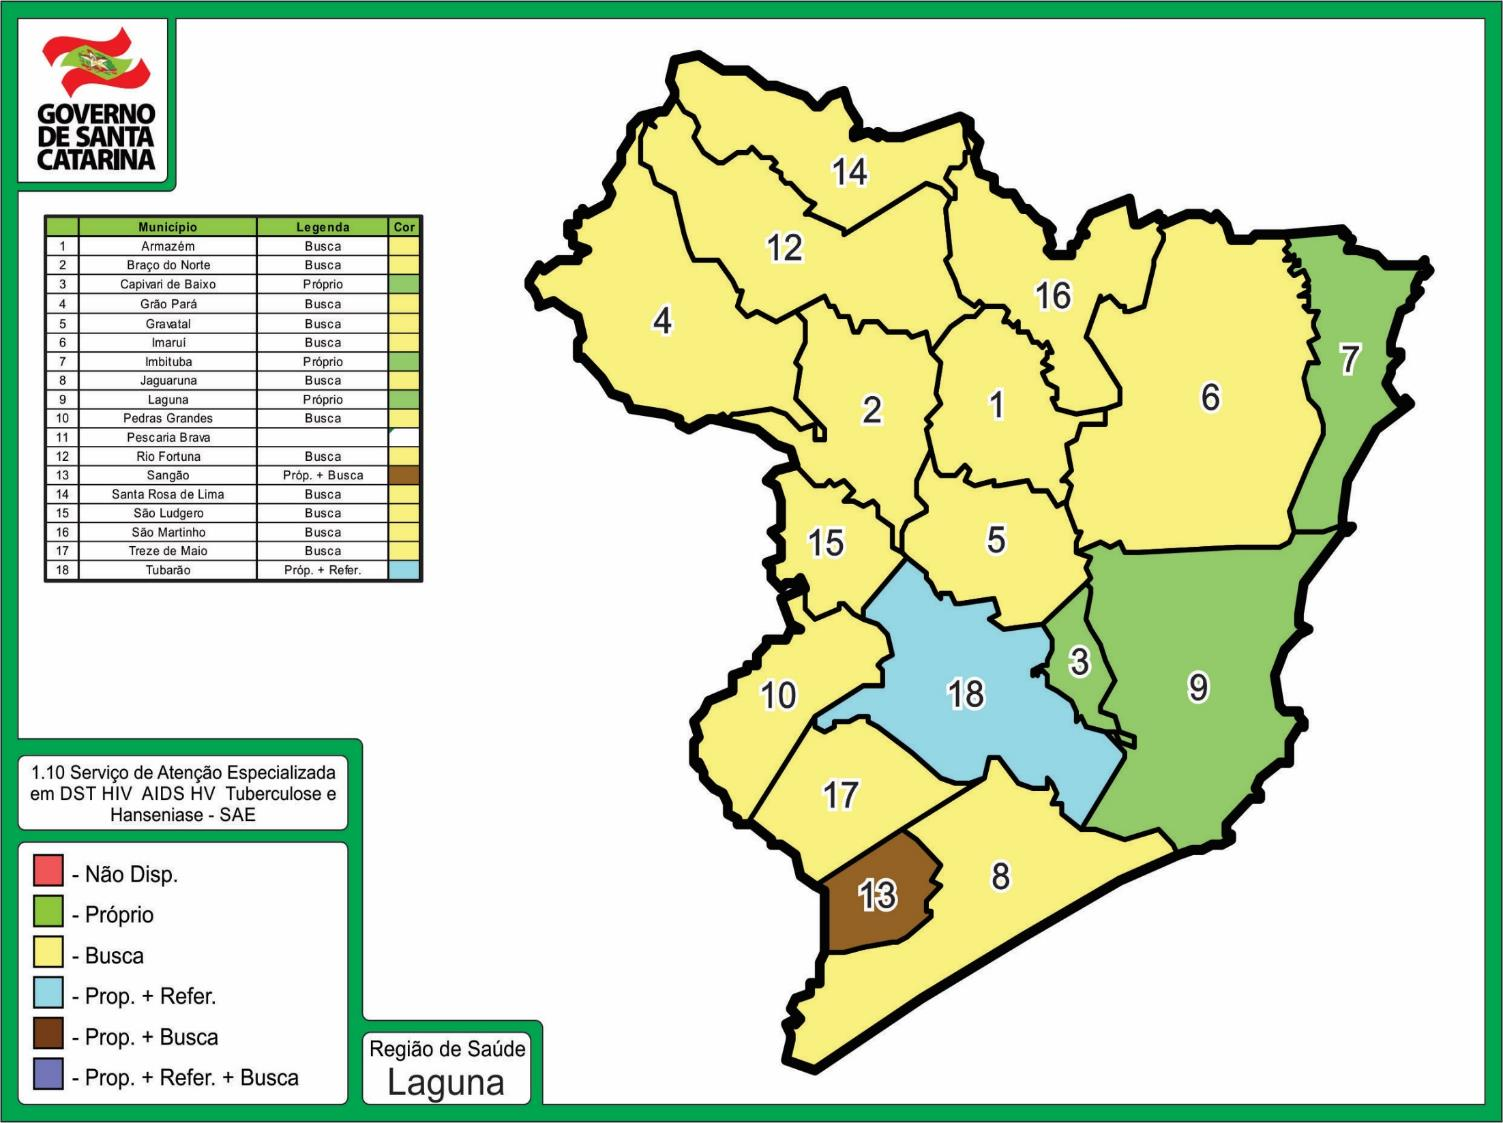 GOVERNO
DE SANTA
CATARINA
Município Legenda Cor
1 Armazém Busca
2 Braço do Norte Busca
3 Capivari de Baixo Próprio
4 Grão Pará Busca
5 Gravatal Busca
6 Imaruí Busca
7 Imbituba Próprio
8 Jaguaruna Busca
9 Laguna Próprio
10 Pedras Grandes Busca
11 Pescaria Brava
12 Rio Fortuna Busca
13 Sangão Próp. + Busca
14 Santa Rosa de Lima Busca
15 São Ludgero Busca
16 São Martinho Busca
17 Treze de Maio Busca
18 Tubarão Próp. + Refer.
14
12
16
4
7
6
2
1
15
5
3
18
9
10
17
8
13
1.10 Serviço de Atenção Especializada
em DST HIV AIDS HV Tuberculose e
Hanseniase - SAE
- Não Disp.
- Próprio
- Busca
- Prop. + Refer.
- Prop. + Busca
- Prop. + Refer. + Busca
Região de Saúde
Laguna